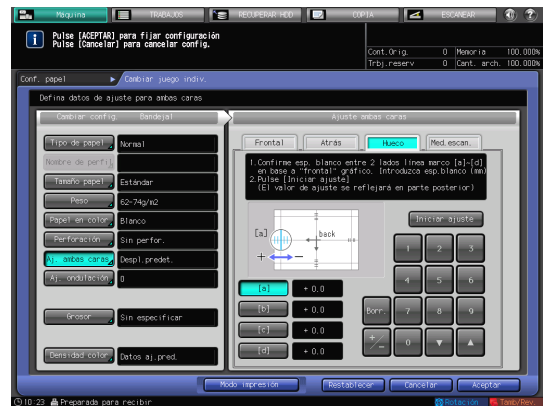 Máquina
TRABAJOS
RECUPERAR HDD
COPIA
ESCANEAR
Pulse [ACEPTAR] para fijar configuración
Pulse [Cancelar] para cancelar config.
Cont.Orig. 0 Memoria 100.000%
Trbj.reserv 0 Cant. arch. 100.000%
Conf. papel
Cambiar juego indiv.
Defina datos de ajuste para ambas caras
Cambiar config. Bandeja1
Ajuste ambas caras
Tipo de papel Normal
Nombre de perfil
Tamaño papel Estándar
Peso 62-74g/m2
Papel en color Blanco
Perforación Sin perfor.
Aj. ambas caras Despl.predet.
Aj. ondulación 0
Grosor Sin especificar
Densidad color Datos aj.pred.
Frontal Atrás Hueco Med.escan.
1.Confirme esp. blanco entre 2 lados línea marco [a]~[d]
en base a "frontal" gráfico. Introduzca esp.blanco (mm)
2.Pulse [Iniciar ajuste]
(El valor de ajuste se reflejará en parte posterior)
[a]
back
+ -
Iniciar ajuste
[a] + 0.0
[b] + 0.0
[c] + 0.0
[d] + 0.0
1 2 3
4 5 6
Borr. 7 8 9
+/- 0 ▼ ▲
Modo impresión
Restablecer
Cancelar
Aceptar
10:23 Preparada para recibir
Rotación
Tamb/Rev.